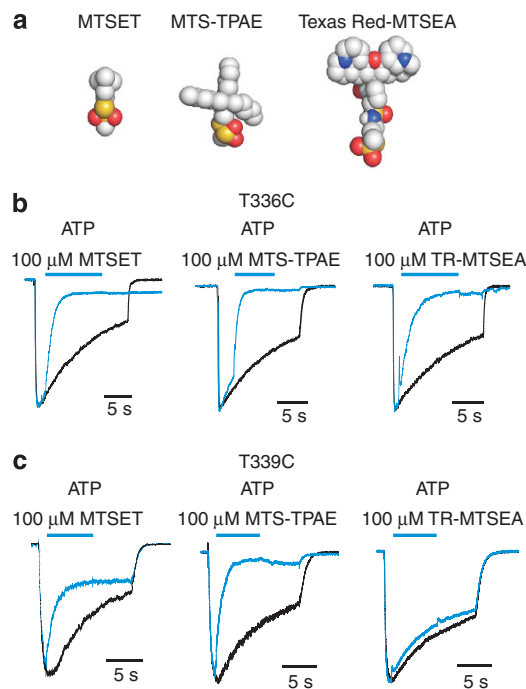 a
MTSET MTS-TPAE Texas Red-MTSEA
b
T336C
ATP ATP ATP
100 μM MTSET 100 μM MTS-TPAE 100 μM TR-MTSEA
5 s 5 s 5 s
c
T339C
ATP ATP ATP
100 μM MTSET 100 μM MTS-TPAE 100 μM TR-MTSEA
5 s 5 s 5 s